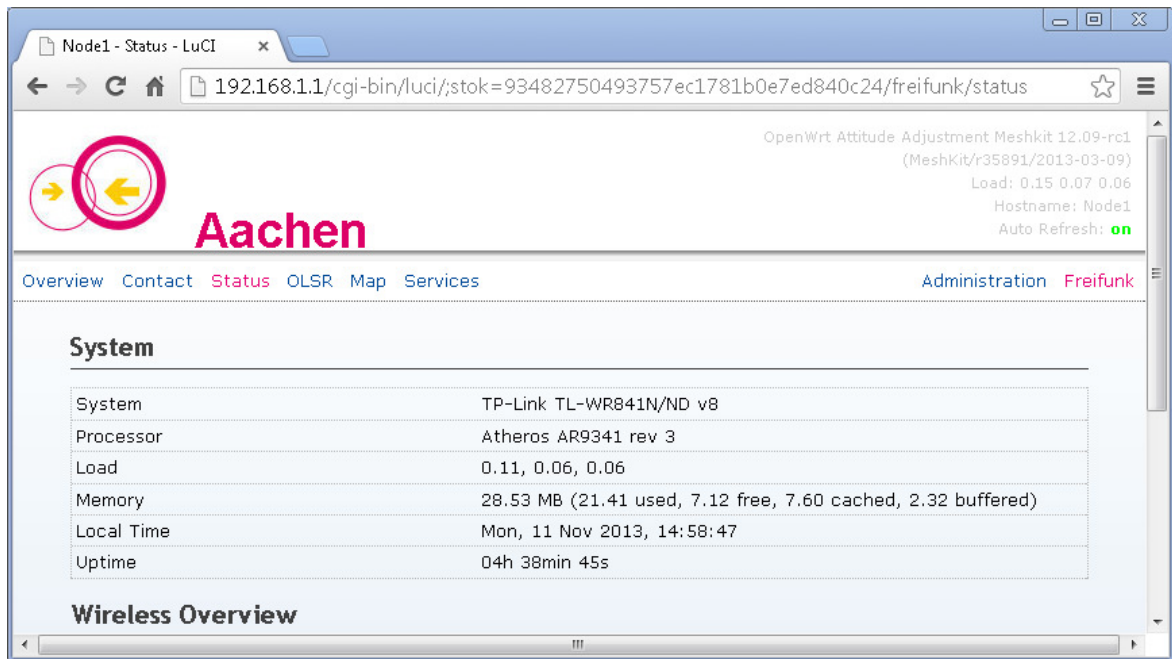 Node1 - Status - LuCI
192.168.1.1/cgi-bin/luci/;stok=93482750493757ec1781b0e7ed840c24/freifunk/status
OpenWrt Attitude Adjustment Meshkit 12.09-rc1
(MeshKit/r35891/2013-03-09)
Load: 0.15 0.07 0.06
Hostname: Node1
Auto Refresh: on
Aachen
Overview Contact Status OLSR Map Services Administration Freifunk
System
System TP-Link TL-WR841N/ND v8
Processor Atheros AR9341 rev 3
Load 0.11, 0.06, 0.06
Memory 28.53 MB (21.41 used, 7.12 free, 7.60 cached, 2.32 buffered)
Local Time Mon, 11 Nov 2013, 14:58:47
Uptime 04h 38min 45s
Wireless Overview